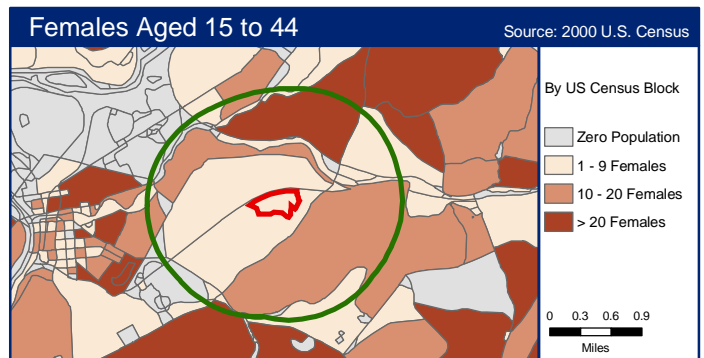 Females Aged 15 to 44
Source: 2000 U.S. Census
By US Census Block
Zero Population
1 - 9 Females
10 - 20 Females
> 20 Females
0 0.3 0.6 0.9
Miles